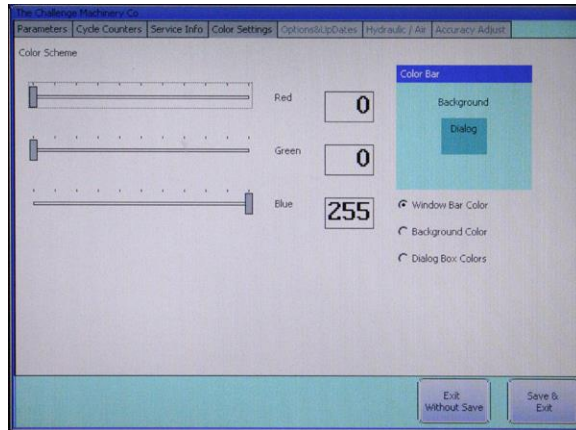 The Challenge Machinery Co
Parameters Cycle Counters Service Info Color Settings Options&UpDates Hydraulic / Air Accuracy Adjust
Color Scheme
Color Bar
Red 0
Background
Dialog
Green 0
Blue 255
Window Bar Color
Background Color
Dialog Box Colors
Exit
Without Save
Save &
Exit